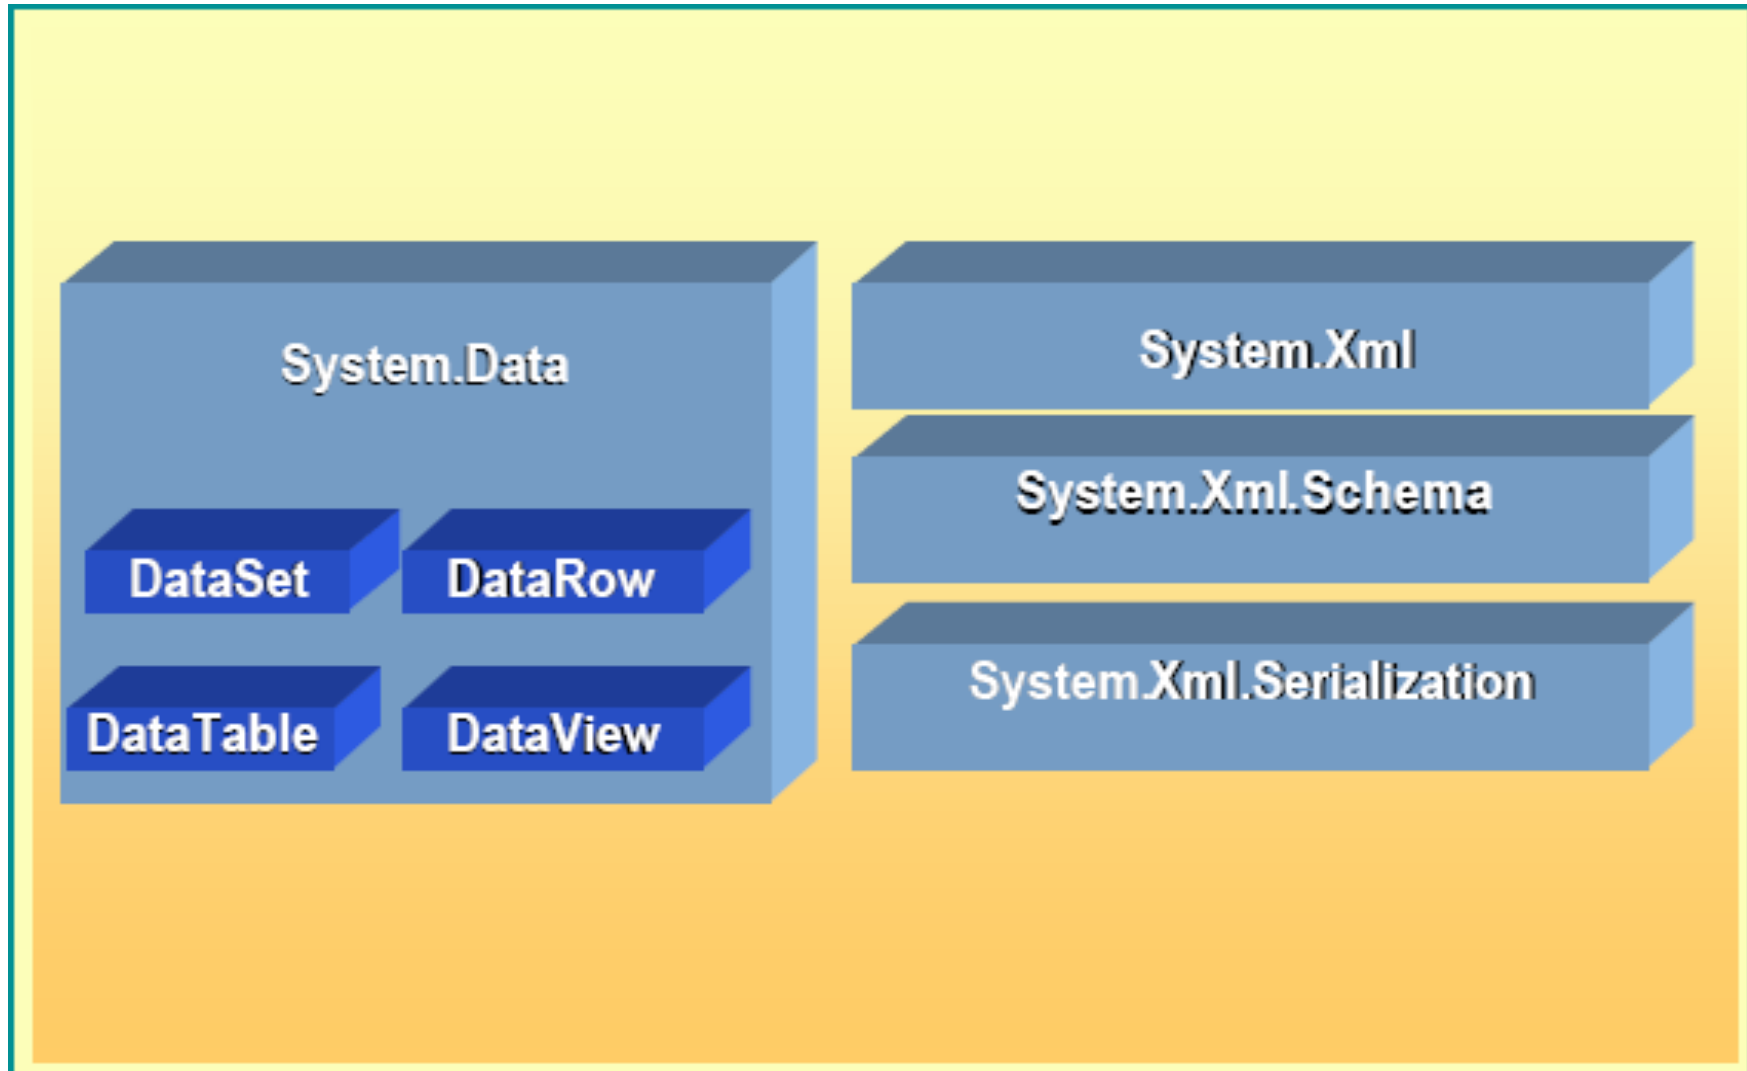 System.Data
DataSet
DataRow
DataTable
DataView
System.Xml
System.Xml.Schema
System.Xml.Serialization